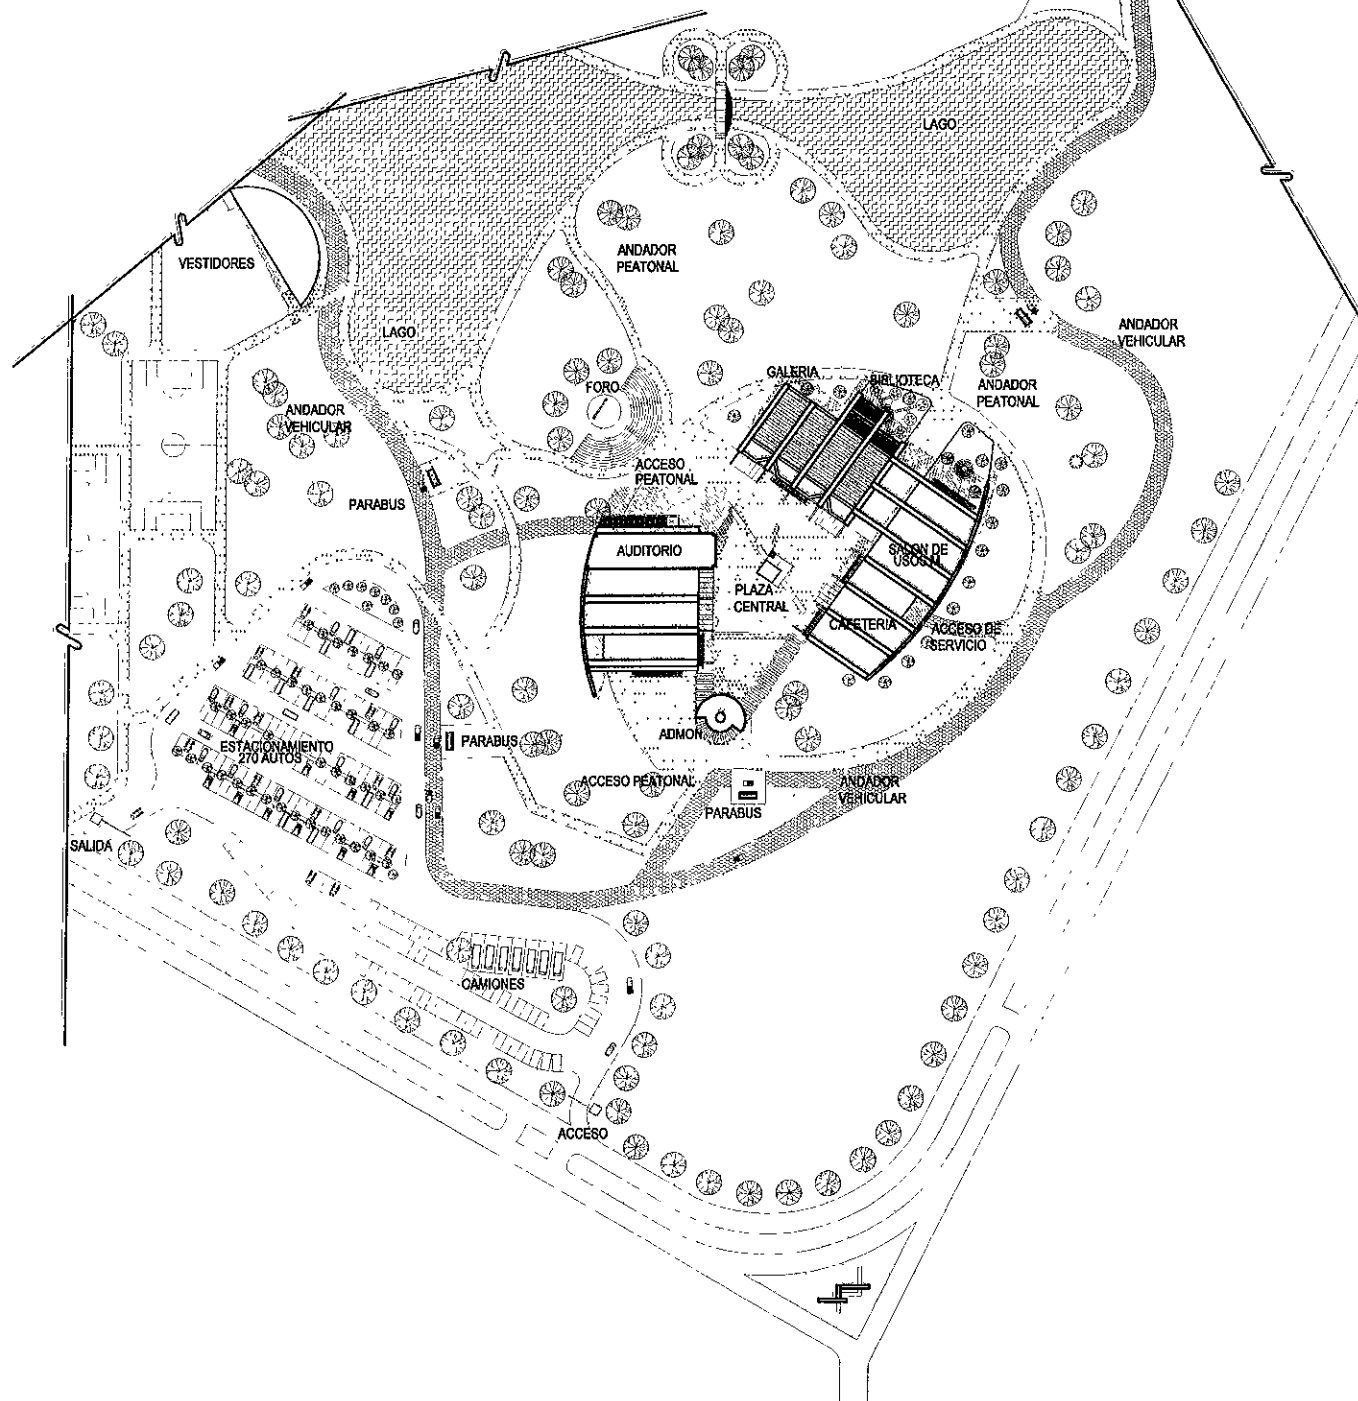 LAGO
VESTIDORES
ANDADOR
PEATONAL
LAGO
ANDADOR
VEHICULAR
GALERIA
BIBLIOTECA
FORO
ANDADOR
PEATONAL
ANDADOR
VEHICULAR
ACCESO
PEATONAL
PARABUS
AUDITORIO
SALON DE
USOS M.
PLAZA
CENTRAL
CAFETERIA
ACCESO DE
SERVICIO
ADMON
ESTACIONAMIENTO
270 AUTOS
PARABUS
ACCESO PEATONAL
ANDADOR
VEHICULAR
PARABUS
SALIDA
CAMIONES
ACCESO